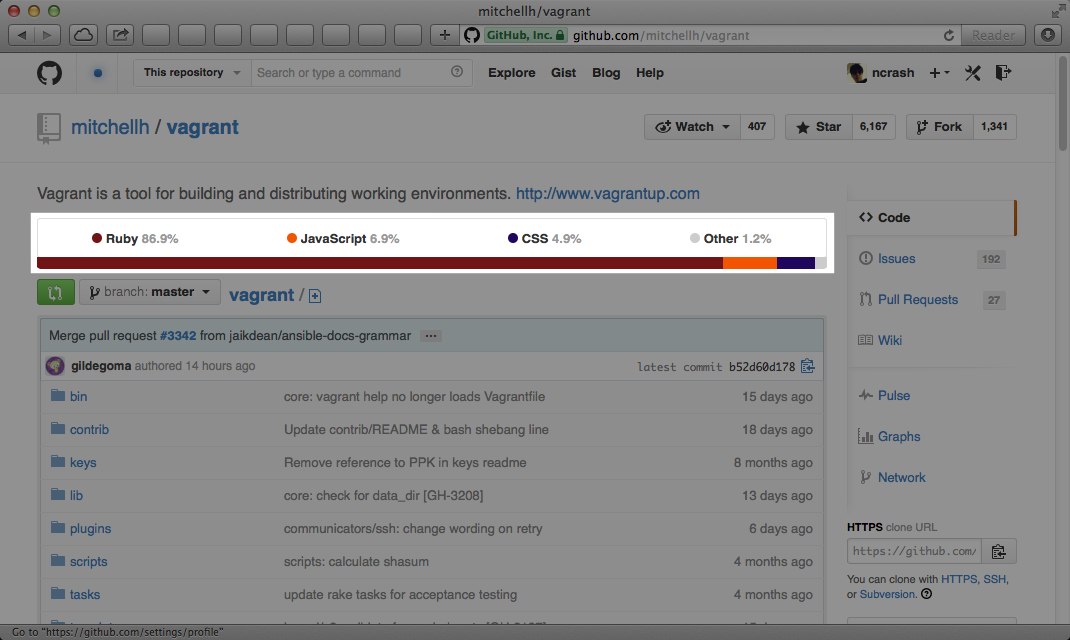 mitchellh/vagrant
GitHub, Inc. github.com/mitchellh/vagrant Reader
This repository Search or type a command Explore Gist Blog Help ncrash
mitchellh / vagrant Watch 407 Star 6,167 Fork 1,341
Vagrant is a tool for building and distributing working environments. http://www.vagrantup.com
Ruby 86.9% JavaScript 6.9% CSS 4.9% Other 1.2%
branch: master vagrant /
Merge pull request #3342 from jaikdean/ansible-docs-grammar ...
gildegoma authored 14 hours ago latest commit b52d60d178
bin core: vagrant help no longer loads Vagrantfile 15 days ago
contrib Update contrib/README & bash shebang line 18 days ago
keys Remove reference to PPK in keys readme 8 months ago
lib core: check for data_dir [GH-3208] 13 days ago
plugins communicators/ssh: change wording on retry 6 days ago
scripts scripts: calculate shasum 4 months ago
tasks update rake tasks for acceptance testing 4 months ago
Code
Issues 192
Pull Requests 27
Wiki
Pulse
Graphs
Network
HTTPS clone URL
https://github.com/
You can clone with HTTPS, SSH,
or Subversion.
Go to "https://github.com/settings/profile"